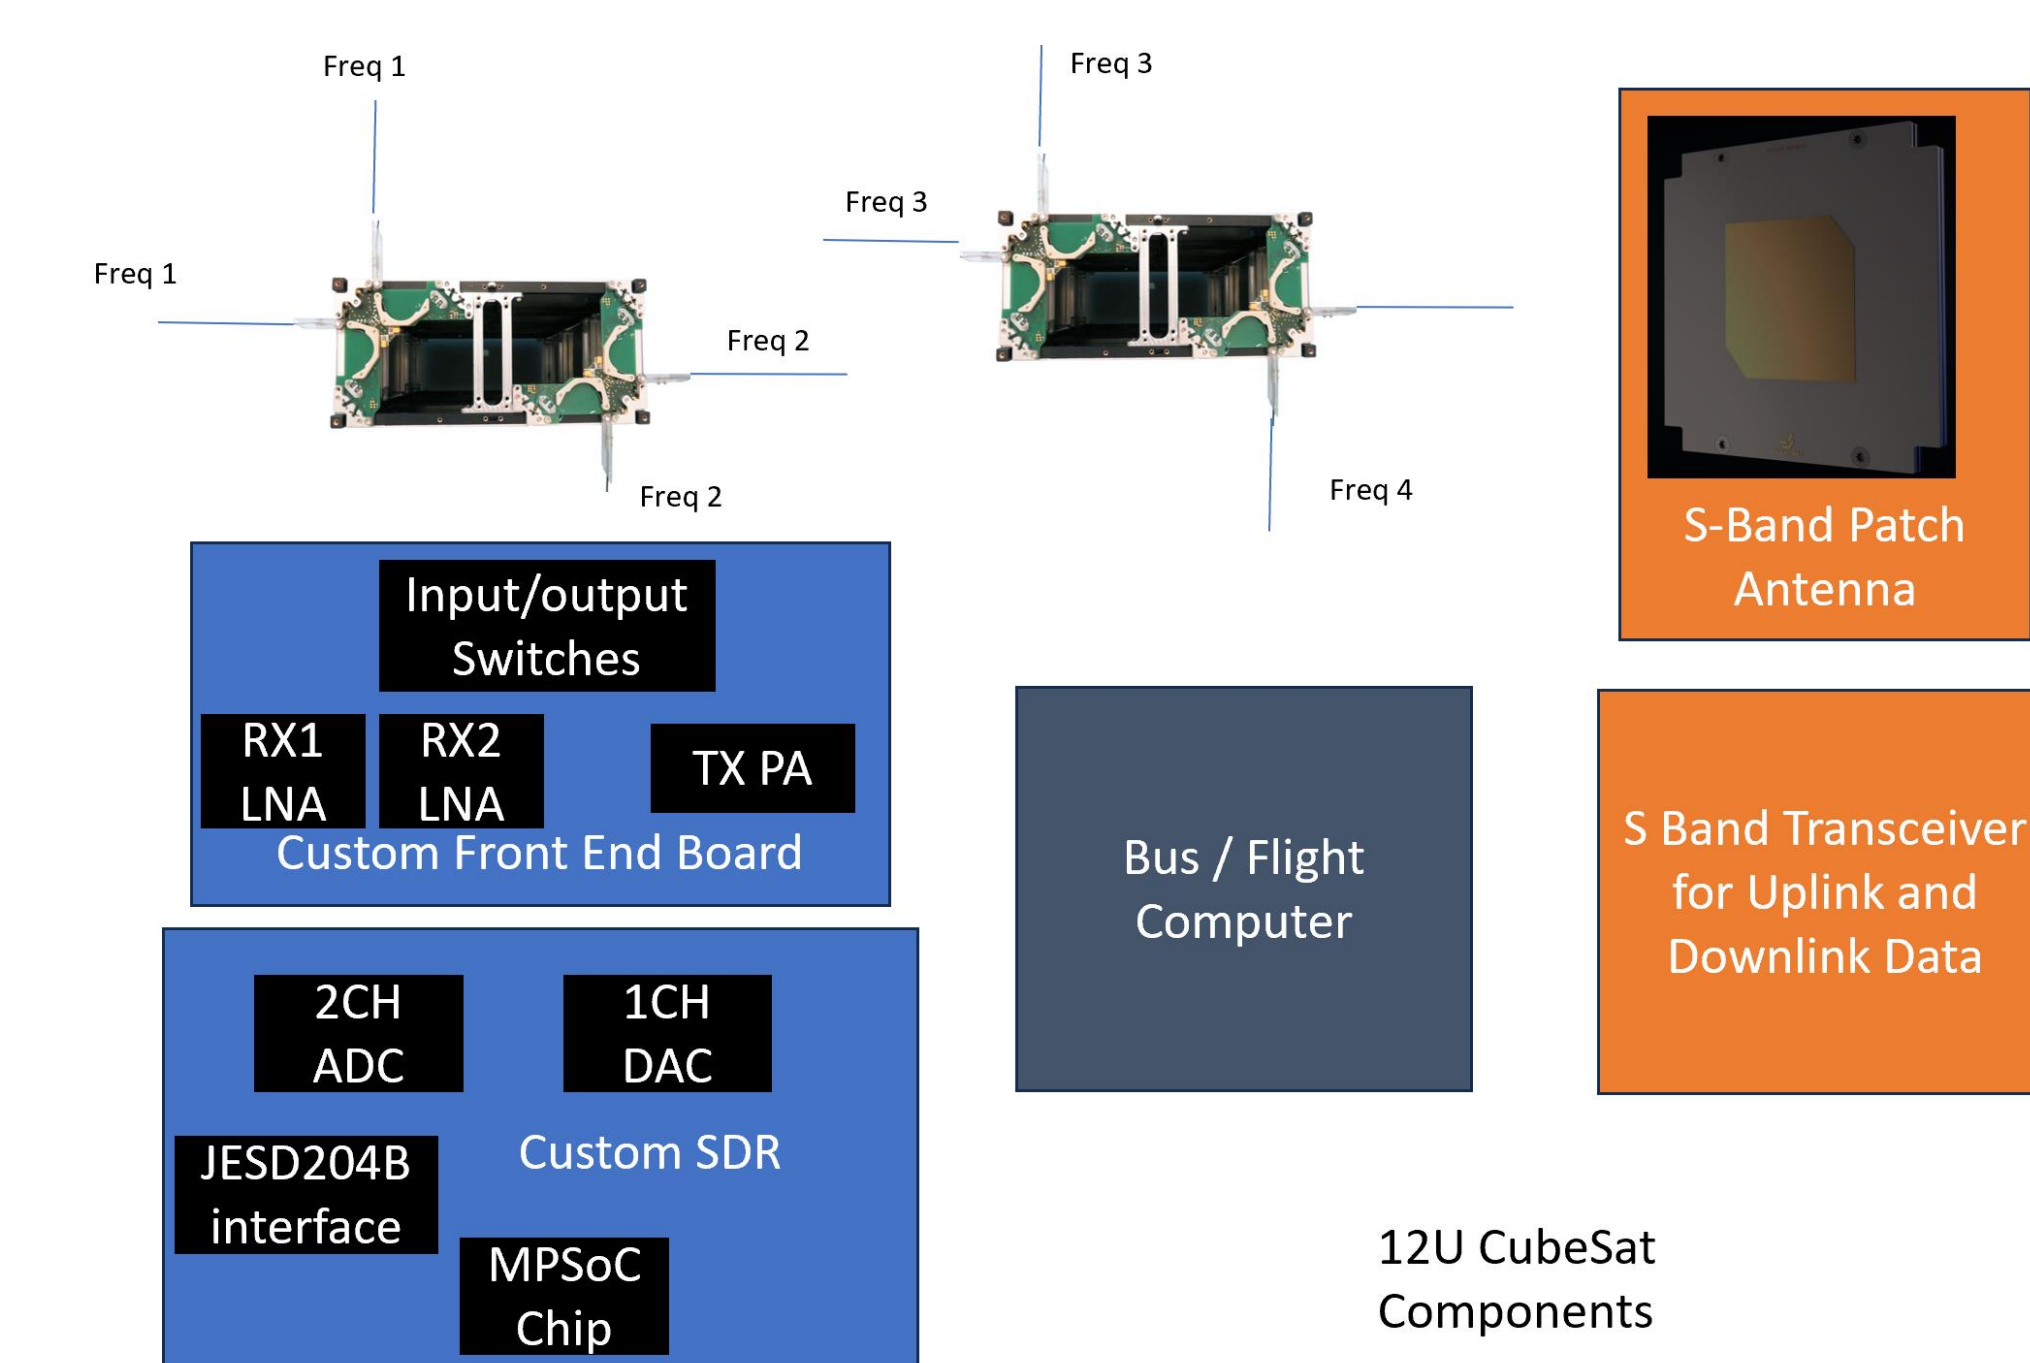 Freq 1
Freq 3
Freq 3
Freq 1
Freq 2
Freq 2
Freq 4
S-Band Patch
Antenna
Input/output
Switches
RX1
LNA
RX2
LNA
TX PA
Custom Front End Board
Bus / Flight
Computer
S Band Transceiver
for Uplink and
Downlink Data
2CH
ADC
1CH
DAC
JESD204B
interface
Custom SDR
MPSoC
Chip
12U CubeSat
Components